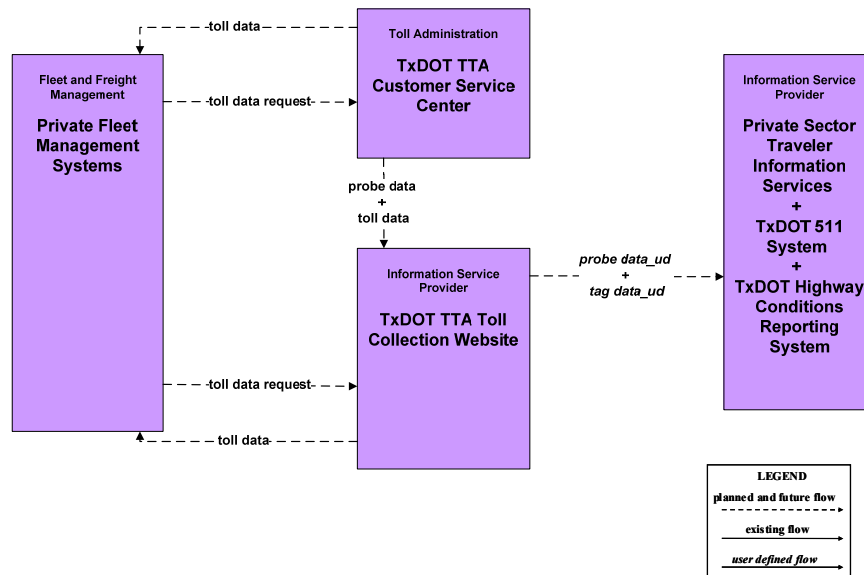 toll data
Fleet and Freight
Management
Private Fleet
Management
Systems
toll data request
Toll Administration
TxDOT TTA
Customer Service
Center
probe data
+
toll data
Information Service
Provider
TxDOT TTA Toll
Collection Website
toll data request
toll data
probe data_ud
+
tag data_ud
Information Service
Provider
Private Sector
Traveler
Information
Services
+
TxDOT 511
System
+
TxDOT Highway
Conditions
Reporting
System
LEGEND
planned and future flow
existing flow
user defined flow